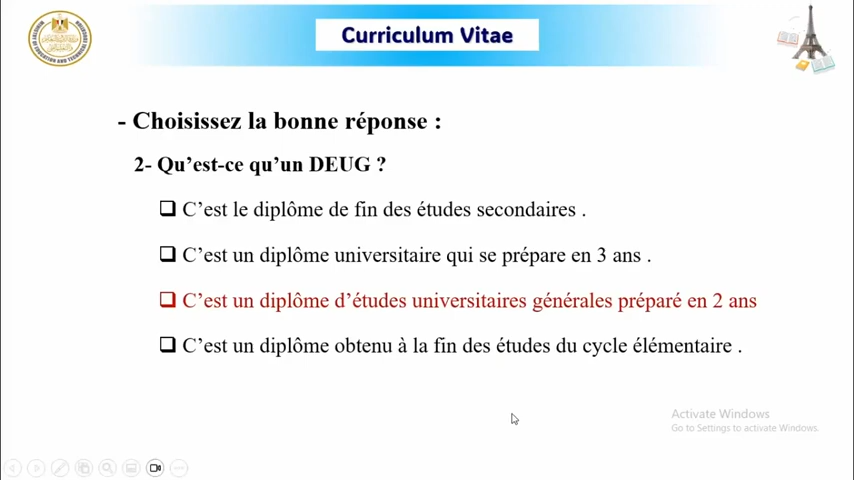 Curriculum Vitae
- Choisissez la bonne réponse :
2- Qu’est-ce qu’un DEUG ?
C’est le diplôme de fin des études secondaires .
C’est un diplôme universitaire qui se prépare en 3 ans .
C’est un diplôme d’études universitaires générales préparé en 2 ans
C’est un diplôme obtenu à la fin des études du cycle élémentaire .
Activate Windows
Go to Settings to activate Windows.